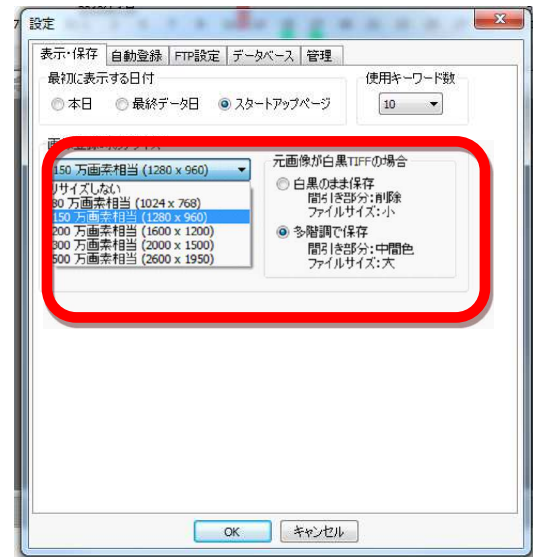 設定
表示・保存 自動登録 FTP設定 データベース 管理
最初に表示する日付
本日 最終データ日 スタートアップページ
使用キーワード数
10
150 万画素相当 (1280 x 960)
リサイズしない
80 万画素相当 (1024 x 768)
150 万画素相当 (1280 x 960)
200 万画素相当 (1600 x 1200)
300 万画素相当 (2000 x 1500)
500 万画素相当 (2600 x 1950)
元画像が白黒TIFFの場合
白黒のまま保存
間引き部分:削除
ファイルサイズ:小
多階調で保存
間引き部分:中間色
ファイルサイズ:大
OK キャンセル